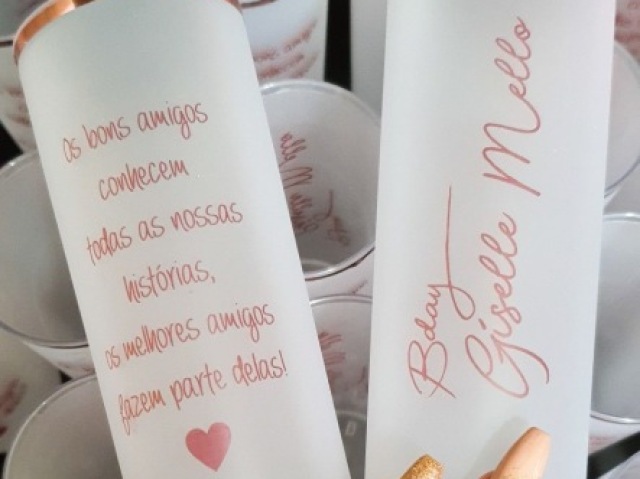 os bons amigos
conhecem
todas as nossas
histórias,
os melhores amigos
fazem parte delas!
Bday
Giselle Mello